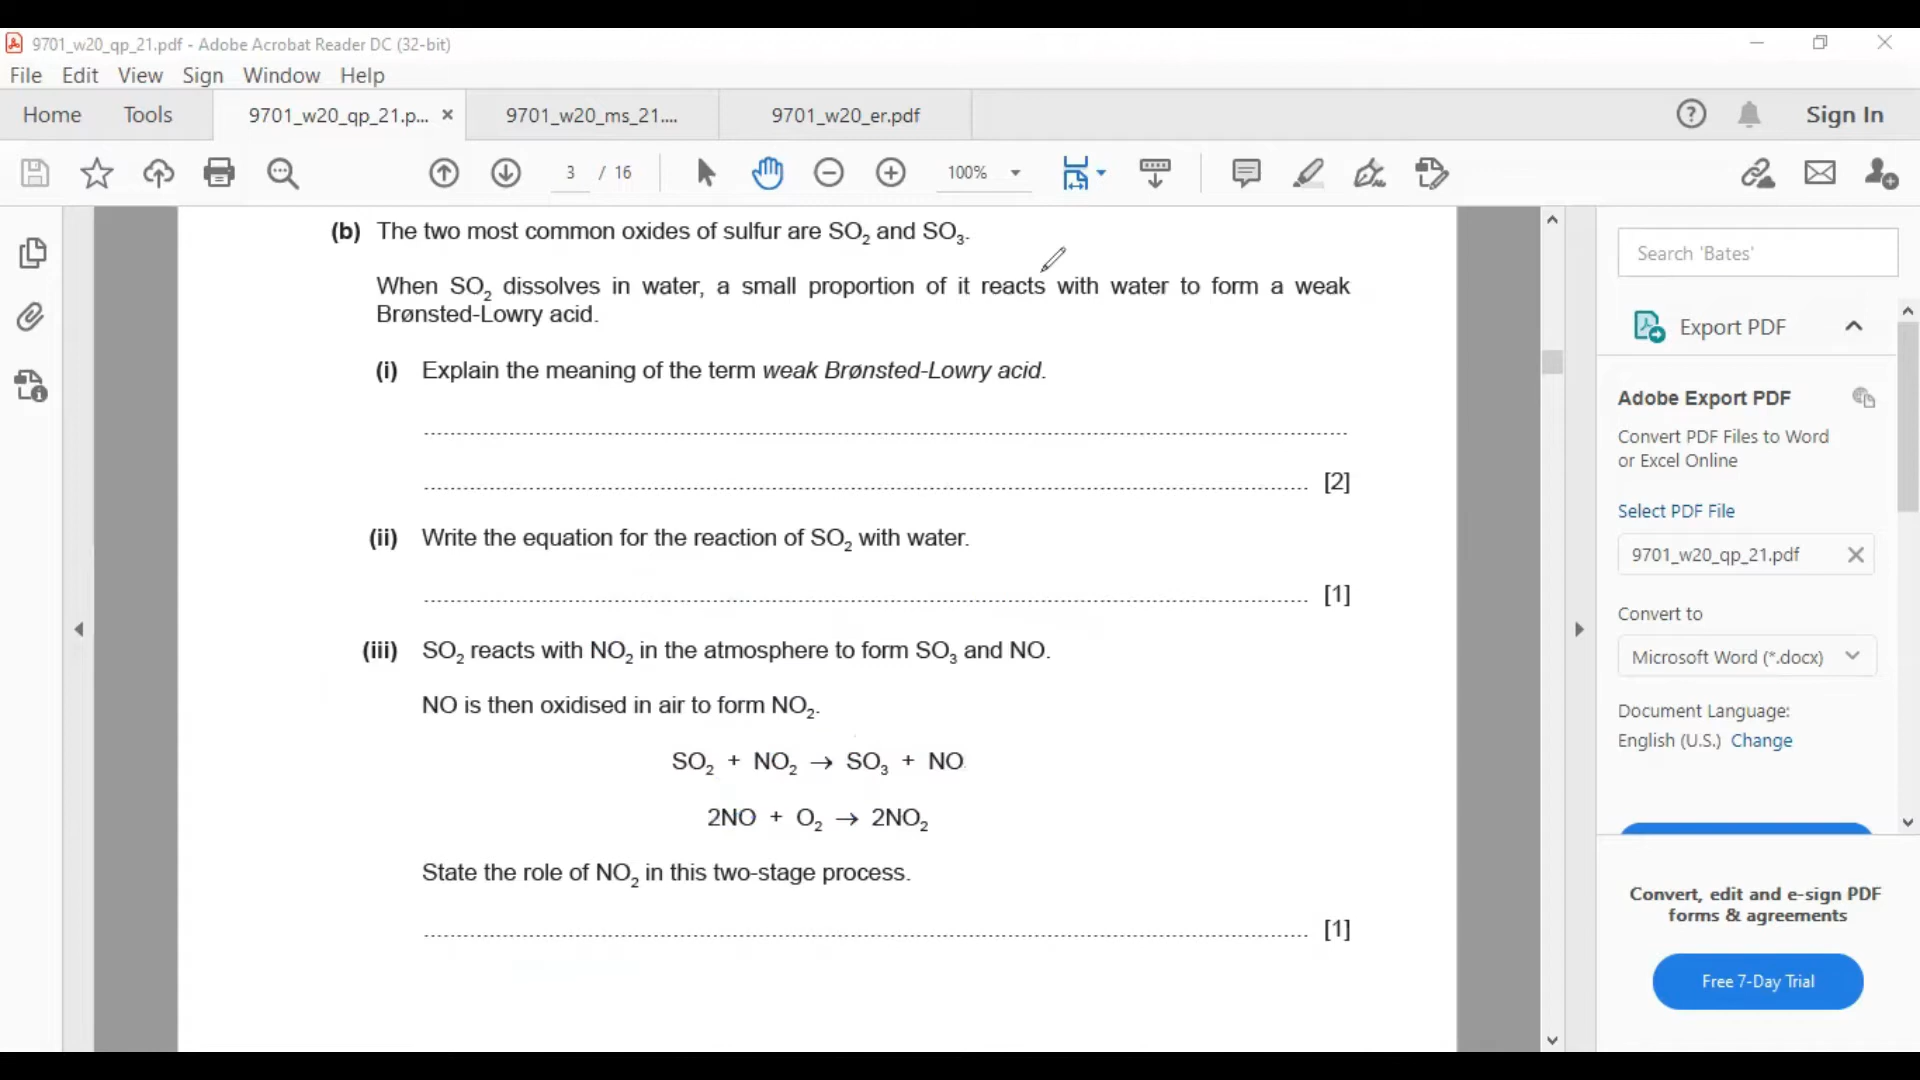 9701_w20_qp_21.pdf - Adobe Acrobat Reader DC (32-bit)
File Edit View Sign Window Help
Home Tools 9701_w20_qp_21.p... × 9701_w20_ms_21.... 9701_w20_er.pdf Sign In
3 / 16 100%
(b) The two most common oxides of sulfur are SO₂ and SO₃.
When SO₂ dissolves in water, a small proportion of it reacts with water to form a weak
Brønsted-Lowry acid.
(i) Explain the meaning of the term weak Brønsted-Lowry acid.
[2]
(ii) Write the equation for the reaction of SO₂ with water.
[1]
(iii) SO₂ reacts with NO₂ in the atmosphere to form SO₃ and NO.
NO is then oxidised in air to form NO₂.
SO₂ + NO₂ → SO₃ + NO
2NO + O₂ → 2NO₂
State the role of NO₂ in this two-stage process.
[1]
Search 'Bates'
Export PDF
Adobe Export PDF
Convert PDF Files to Word
or Excel Online
Select PDF File
9701_w20_qp_21.pdf
Convert to
Microsoft Word (*.docx)
Document Language:
English (U.S.) Change
Convert, edit and e-sign PDF
forms & agreements
Free 7-Day Trial